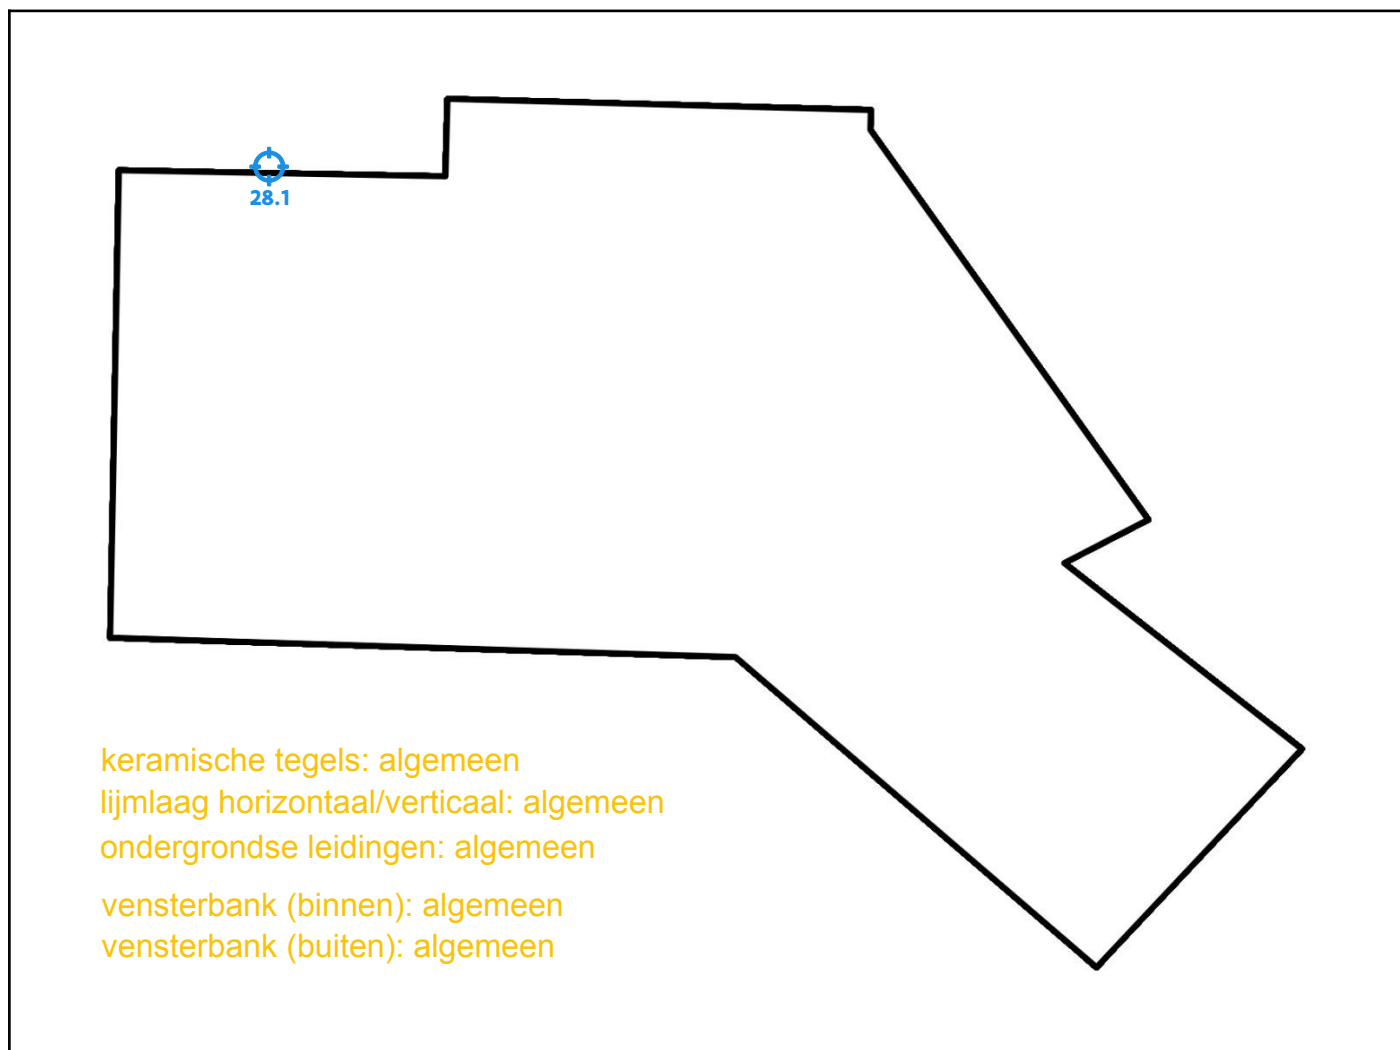 28.1
keramische tegels: algemeen
lijmlaag horizontaal/verticaal: algemeen
ondergrondse leidingen: algemeen
vensterbank (binnen): algemeen
vensterbank (buiten): algemeen